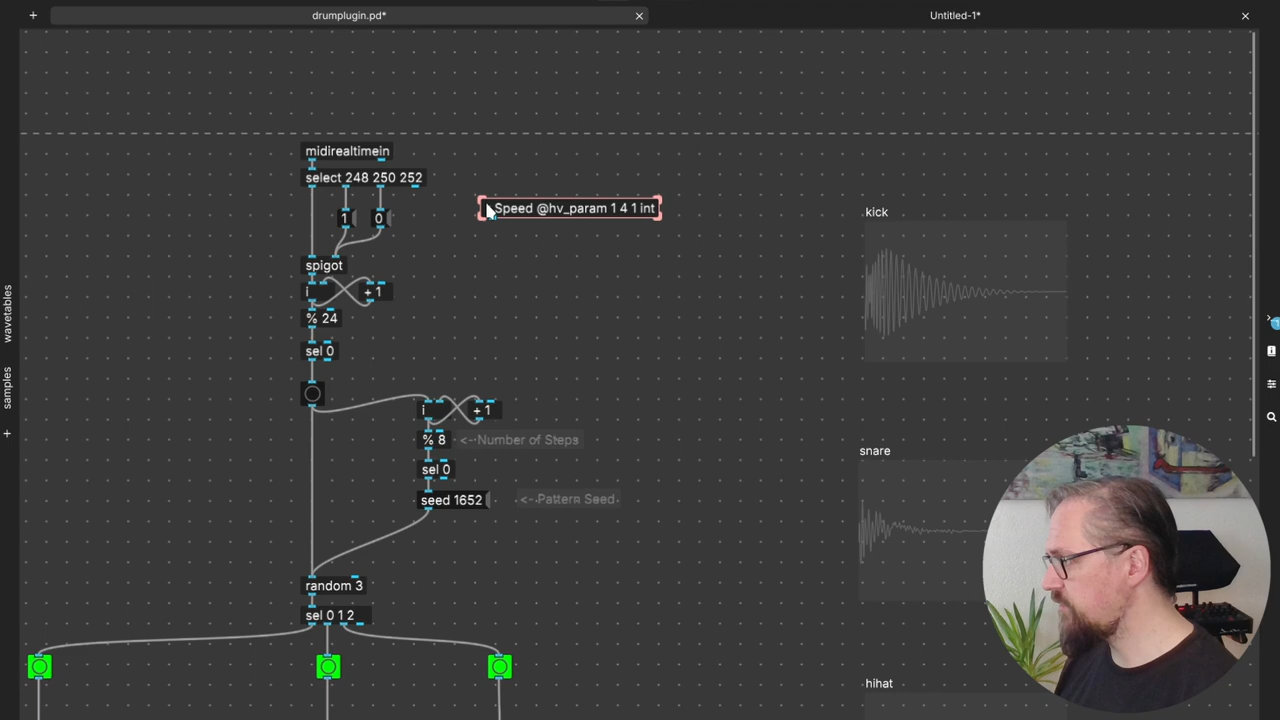 drumplugin.pd*
Untitled-1*
midirealtimein
select 248 250 252
1
0
Speed @hv_param 1 4 1 int
spigot
i
+ 1
% 24
sel 0
i
+ 1
% 8
<--Number of Steps
sel 0
seed 1652
<--Pattern Seed
random 3
sel 0 1 2
kick
snare
hihat
wavetables
samples